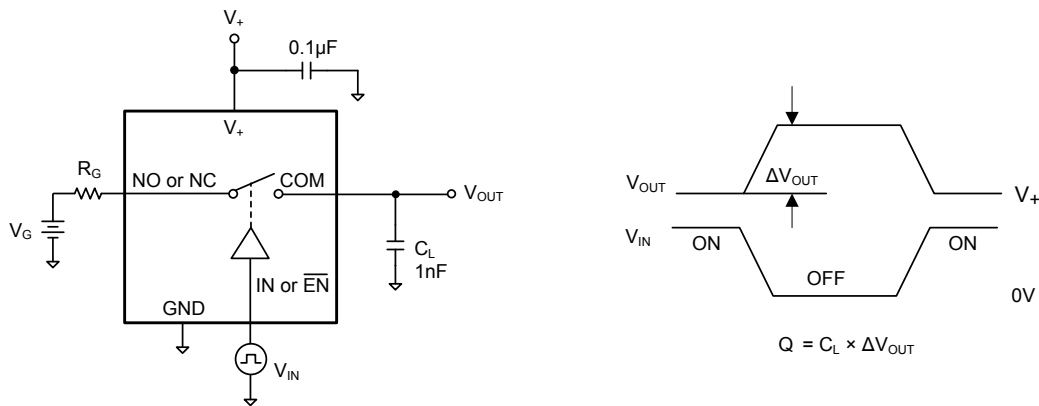 V+
0.1µF
V+
RG
NO or NC
COM
VOUT
VG
CL
1nF
IN or EN
GND
VIN
VOUT
ΔVOUT
V+
VIN
ON
ON
OFF
0V
Q = CL × ΔVOUT